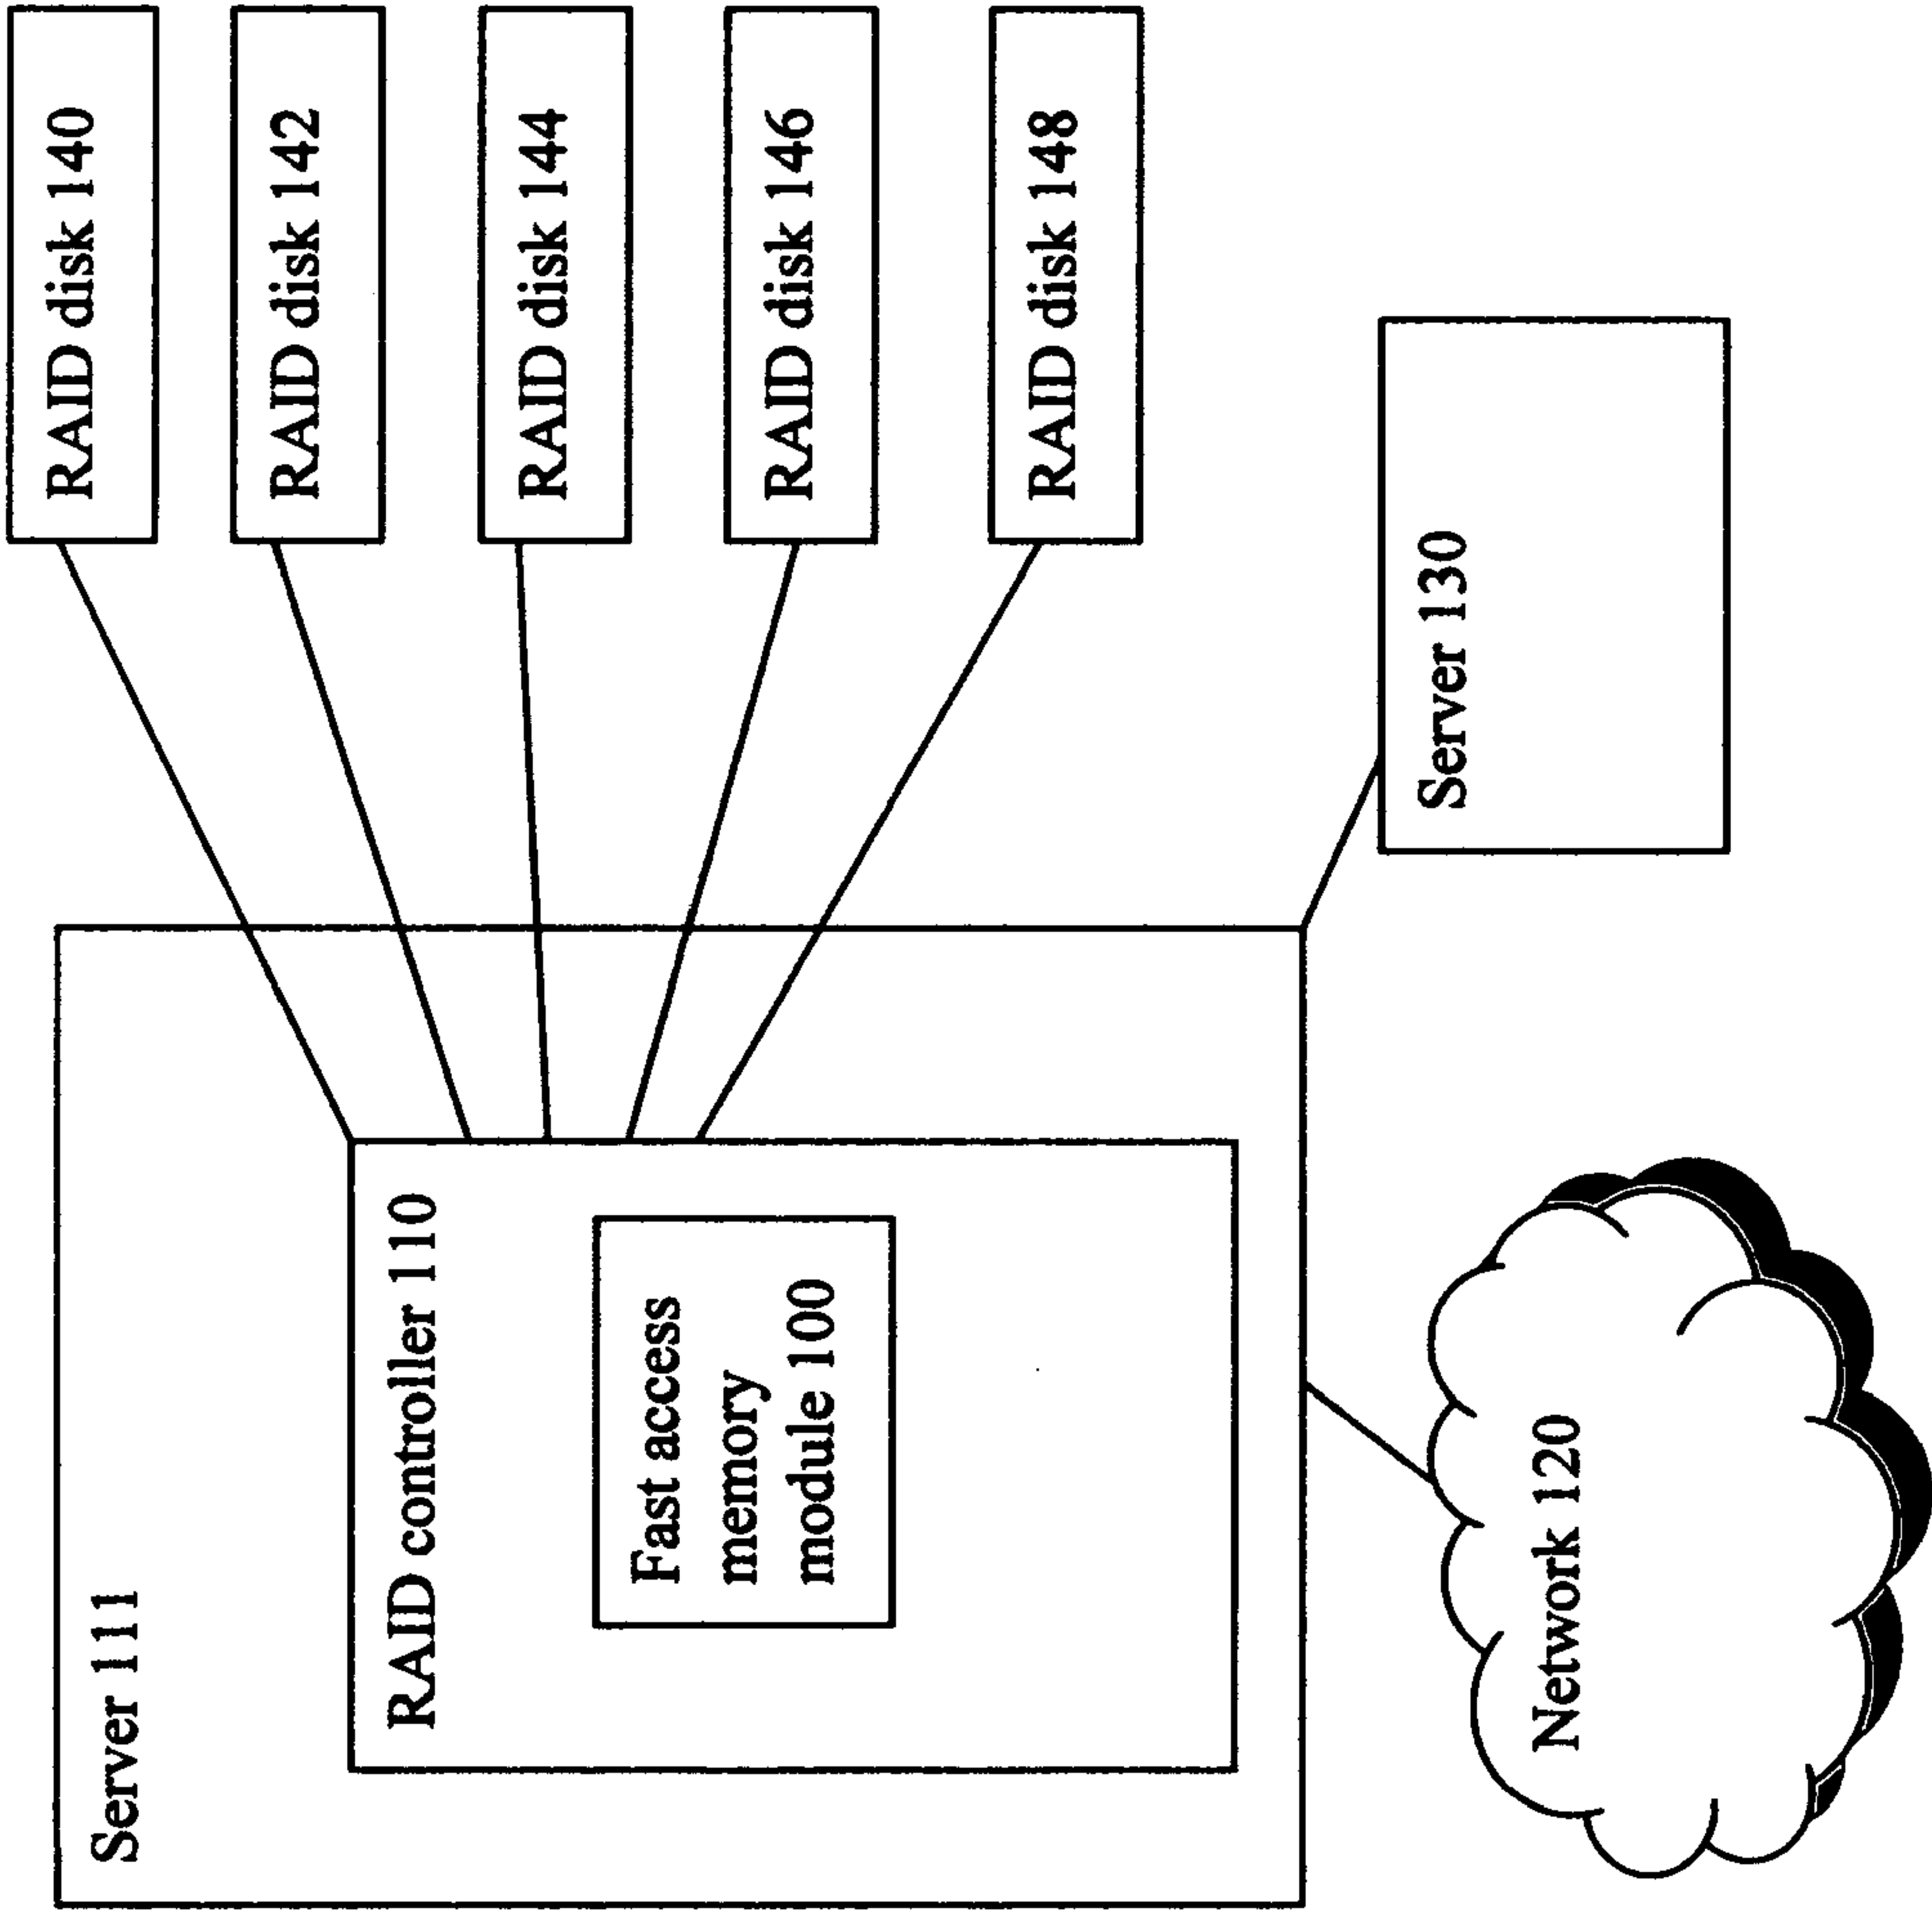 Server 111
RAID controller 110
Fast access
memory
module 100
RAID disk 140
RAID disk 142
RAID disk 144
RAID disk 146
RAID disk 148
Server 130
Network 120